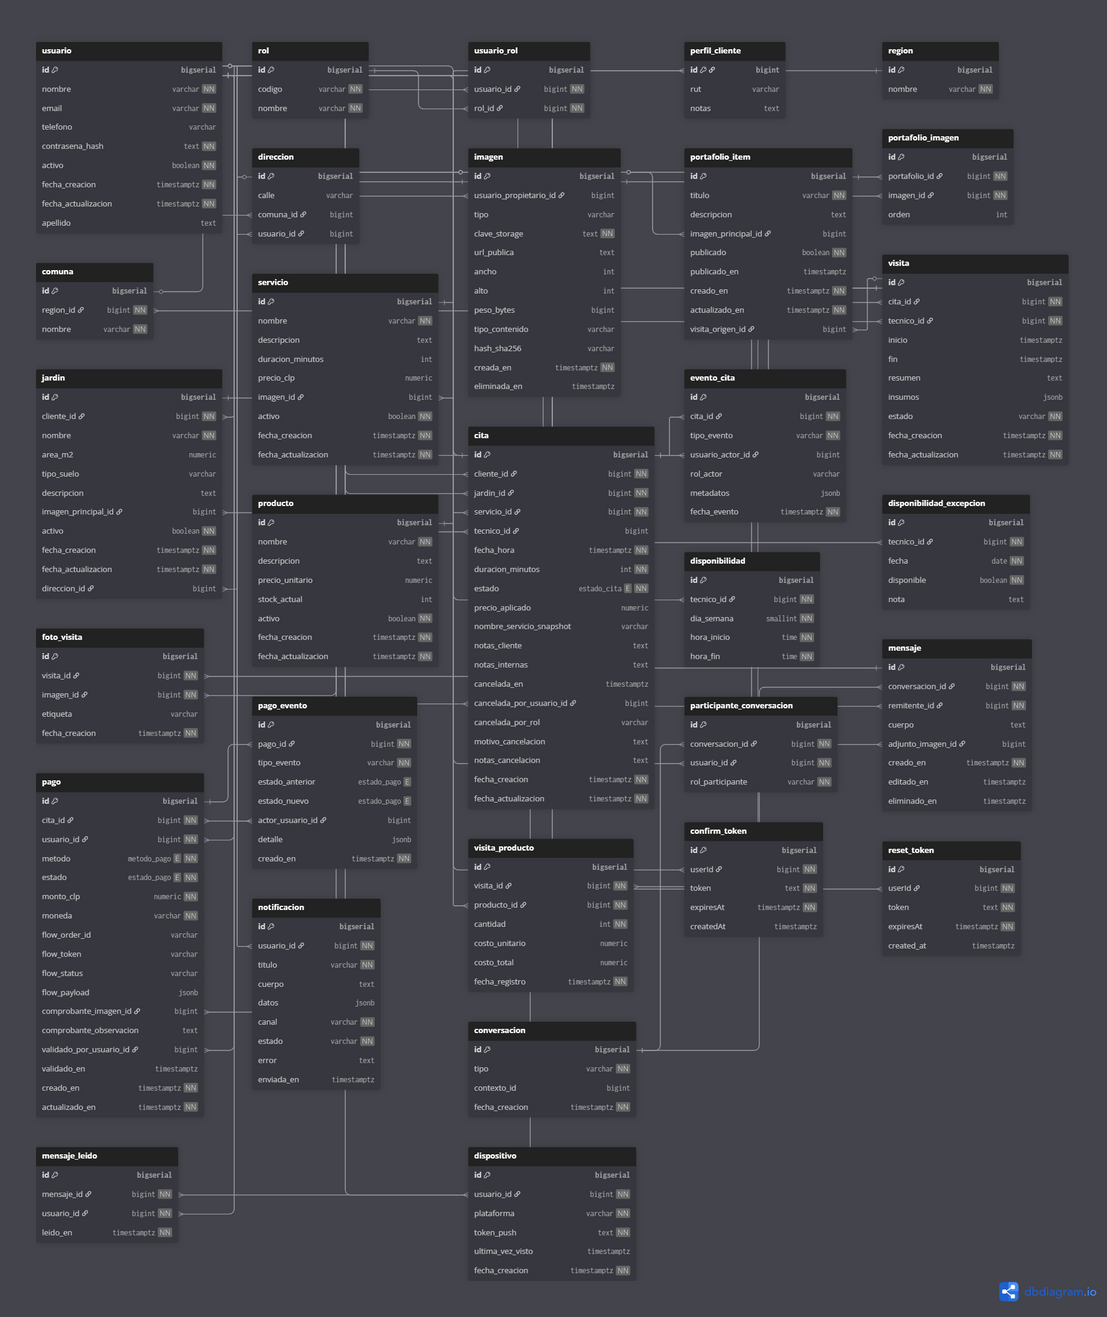 usuario
id bigserial
nombre varchar NN
email varchar NN
telefono varchar
contrasena_hash text NN
activo boolean NN
fecha_creacion timestamptz NN
fecha_actualizacion timestamptz NN
apellido text
comuna
id bigserial
region_id bigint NN
nombre varchar NN
jardin
id bigserial
cliente_id bigint NN
nombre varchar NN
area_m2 numeric
tipo_suelo varchar
descripcion text
imagen_principal_id bigint
activo boolean NN
fecha_creacion timestamptz NN
fecha_actualizacion timestamptz NN
direccion_id bigint
foto_visita
id bigserial
visita_id bigint NN
imagen_id bigint NN
etiqueta varchar
fecha_creacion timestamptz NN
pago
id bigserial
cita_id bigint NN
usuario_id bigint NN
metodo metodo_pago E NN
estado estado_pago E NN
monto_clp numeric NN
moneda varchar NN
flow_order_id varchar
flow_token varchar
flow_status varchar
flow_payload jsonb
comprobante_imagen_id bigint
comprobante_observacion text
validado_por_usuario_id bigint
validado_en timestamptz
creado_en timestamptz NN
actualizado_en timestamptz NN
mensaje_leido
id bigserial
mensaje_id bigint NN
usuario_id bigint NN
leido_en timestamptz NN
rol
id bigserial
codigo varchar NN
nombre varchar NN
direccion
id bigserial
calle varchar
comuna_id bigint
usuario_id bigint
servicio
id bigserial
nombre varchar NN
descripcion text
duracion_minutos int
precio_clp numeric
imagen_id bigint
activo boolean NN
fecha_creacion timestamptz NN
fecha_actualizacion timestamptz NN
producto
id bigserial
nombre varchar NN
descripcion text
precio_unitario numeric
stock_actual int
activo boolean NN
fecha_creacion timestamptz NN
fecha_actualizacion timestamptz NN
pago_evento
id bigserial
pago_id bigint NN
tipo_evento varchar NN
estado_anterior estado_pago E
estado_nuevo estado_pago E
actor_usuario_id bigint
detalle jsonb
creado_en timestamptz NN
notificacion
id bigserial
usuario_id bigint NN
titulo varchar NN
cuerpo text
datos jsonb
canal varchar NN
estado varchar NN
error text
enviada_en timestamptz
usuario_rol
id bigserial
usuario_id bigint NN
rol_id bigint NN
imagen
id bigserial
usuario_propietario_id bigint
tipo varchar
clave_storage text NN
url_publica text
ancho int
alto int
peso_bytes bigint
tipo_contenido varchar
hash_sha256 varchar
creada_en timestamptz NN
eliminada_en timestamptz
cita
id bigserial
cliente_id bigint NN
jardin_id bigint NN
servicio_id bigint NN
tecnico_id bigint
fecha_hora timestamptz NN
duracion_minutos int NN
estado estado_cita E NN
precio_aplicado numeric
nombre_servicio_snapshot varchar
notas_cliente text
notas_internas text
cancelada_en timestamptz
cancelada_por_usuario_id bigint
cancelada_por_rol varchar
motivo_cancelacion text
notas_cancelacion text
fecha_creacion timestamptz NN
fecha_actualizacion timestamptz NN
visita_producto
id bigserial
visita_id bigint NN
producto_id bigint NN
cantidad int NN
costo_unitario numeric
costo_total numeric
fecha_registro timestamptz NN
conversacion
id bigserial
tipo varchar NN
contexto_id bigint
fecha_creacion timestamptz NN
dispositivo
id bigserial
usuario_id bigint NN
plataforma varchar NN
token_push text NN
ultima_vez_visto timestamptz
fecha_creacion timestamptz NN
perfil_cliente
id bigint
rut varchar
notas text
portafolio_item
id bigserial
titulo varchar NN
descripcion text
imagen_principal_id bigint
publicado boolean NN
publicado_en timestamptz
creado_en timestamptz NN
actualizado_en timestamptz NN
visita_origen_id bigint
evento_cita
id bigserial
cita_id bigint NN
tipo_evento varchar NN
usuario_actor_id bigint
rol_actor varchar
metadatos jsonb
fecha_evento timestamptz NN
disponibilidad
id bigserial
tecnico_id bigint NN
dia_semana smallint NN
hora_inicio time NN
hora_fin time NN
participante_conversacion
id bigserial
conversacion_id bigint NN
usuario_id bigint NN
rol_participante varchar NN
confirm_token
id bigserial
userId bigint NN
token text NN
expiresAt timestamptz NN
createdAt timestamptz
region
id bigserial
nombre varchar NN
portafolio_imagen
id bigserial
portafolio_id bigint NN
imagen_id bigint NN
orden int
visita
id bigserial
cita_id bigint NN
tecnico_id bigint NN
inicio timestamptz
fin timestamptz
resumen text
insumos jsonb
estado varchar NN
fecha_creacion timestamptz NN
fecha_actualizacion timestamptz NN
disponibilidad_excepcion
id bigserial
tecnico_id bigint NN
fecha date NN
disponible boolean NN
nota text
mensaje
id bigserial
conversacion_id bigint NN
remitente_id bigint NN
cuerpo text
adjunto_imagen_id bigint
creado_en timestamptz NN
editado_en timestamptz
eliminado_en timestamptz
reset_token
id bigserial
userId bigint NN
token text NN
expiresAt timestamptz NN
created_at timestamptz
dbdiagram.io